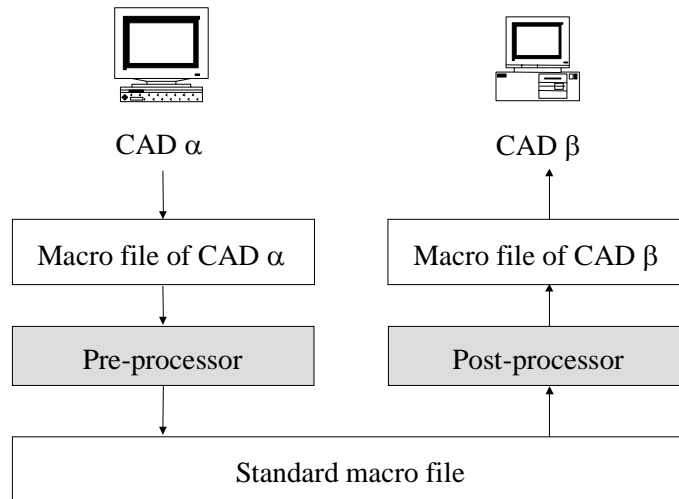 CAD α
CAD β
Macro file of CAD α
Macro file of CAD β
Pre-processor
Post-processor
Standard macro file